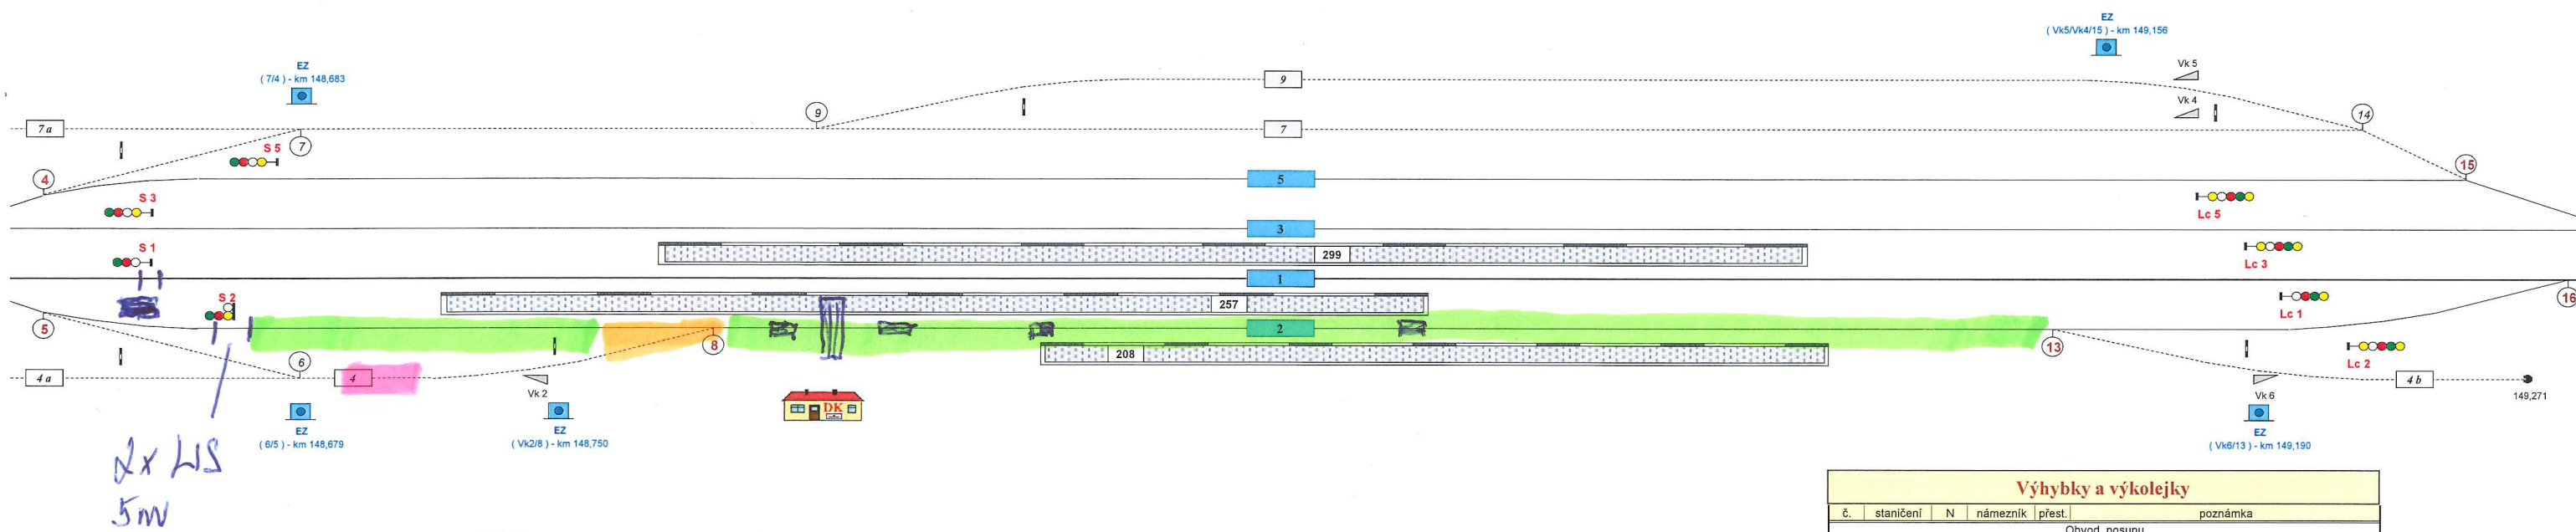 EZ
( Vk5/Vk4/15 ) - km 149,156
EZ
( 7/4 ) - km 148,683
Vk 5
9
9
Vk 4
7 a
7
14
7
S 5
15
4
5
S 3
Lc 5
3
S 1
299
Lc 3
1
S 2
257
Lc 1
16
5
2
8
13
208
6
Lc 2
4 a
4
4 b
Vk 2
Vk 6
149,271
DK
EZ
( 6/5 ) - km 148,679
EZ
( Vk2/8 ) - km 148,750
EZ
( Vk6/13 ) - km 149,190
2x LIS
5m
Výhybky a výkolejky
č. staničení N námezník přest. poznámka
Obvod posunu